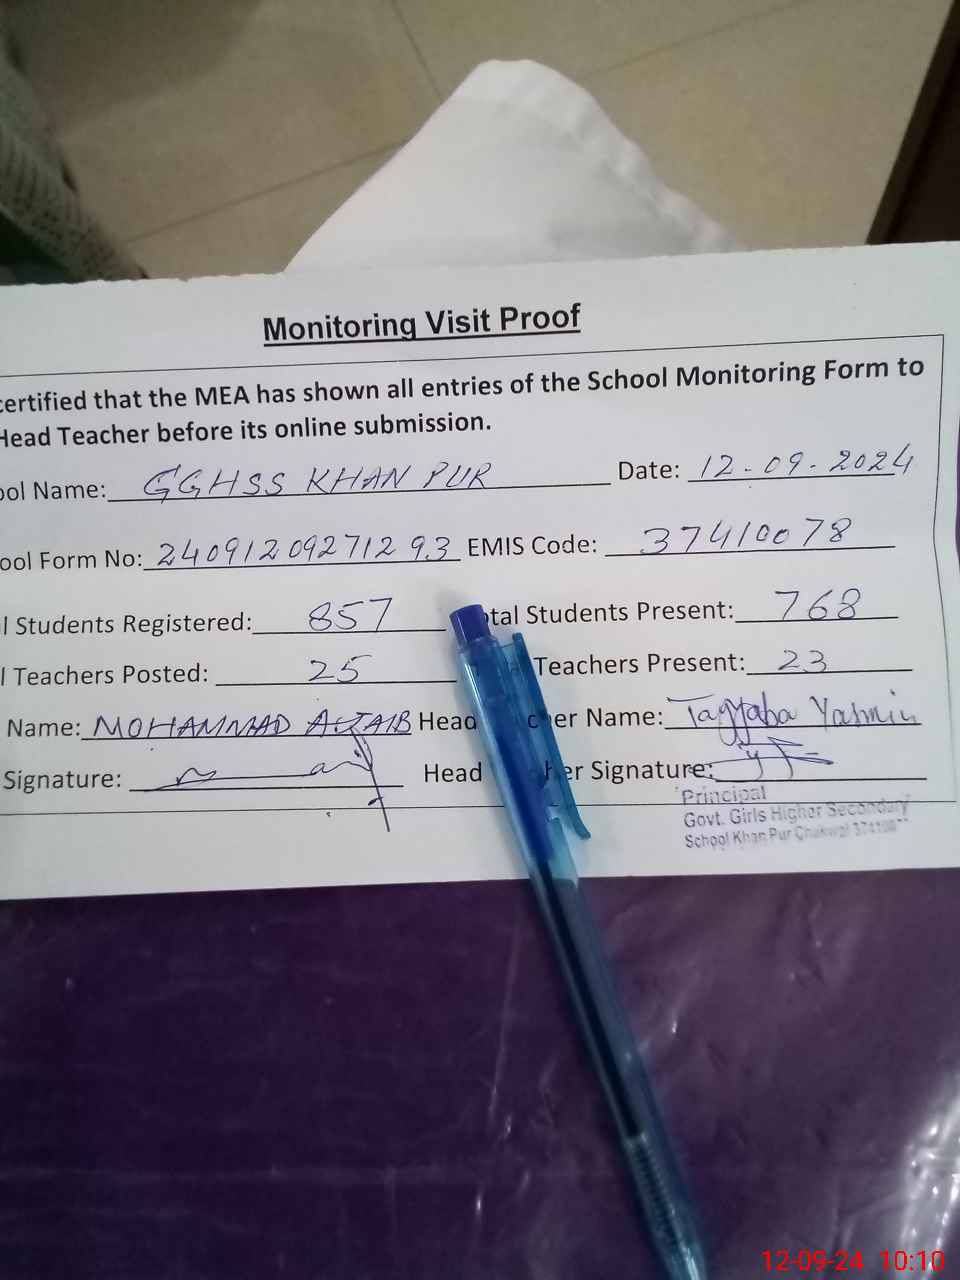 Monitoring Visit Proof
certified that the MEA has shown all entries of the School Monitoring Form to
Head Teacher before its online submission.
ool Name: GGHSS KHAN PUR Date: 12-09-2024
ool Form No: 24091209271293 EMIS Code: 37410078
l Students Registered: 857 tal Students Present: 768
l Teachers Posted: 25 Teachers Present: 23
Name: MOHAMMAD Head cher Name: Tayyaba Yasmin
Signature: Head her Signature:
Principal
Govt. Girls Higher Secondary
School Khan Pur Chakwal
12-09-24 10:10